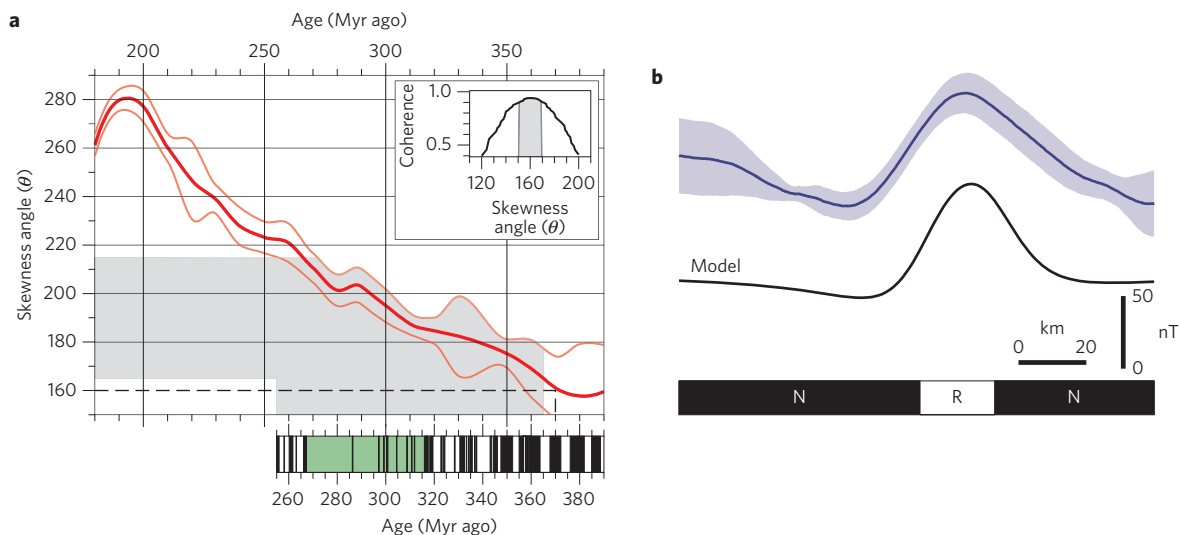 a
Age (Myr ago)
200 250 300 350
280
260
240
220
200
180
160
Skewness angle (θ)
1.0
0.5
Coherence
120 160 200
Skewness
angle (θ)
260 280 300 320 340 360 380
Age (Myr ago)
b
Model
50
km
nT
0 20
0
N R N